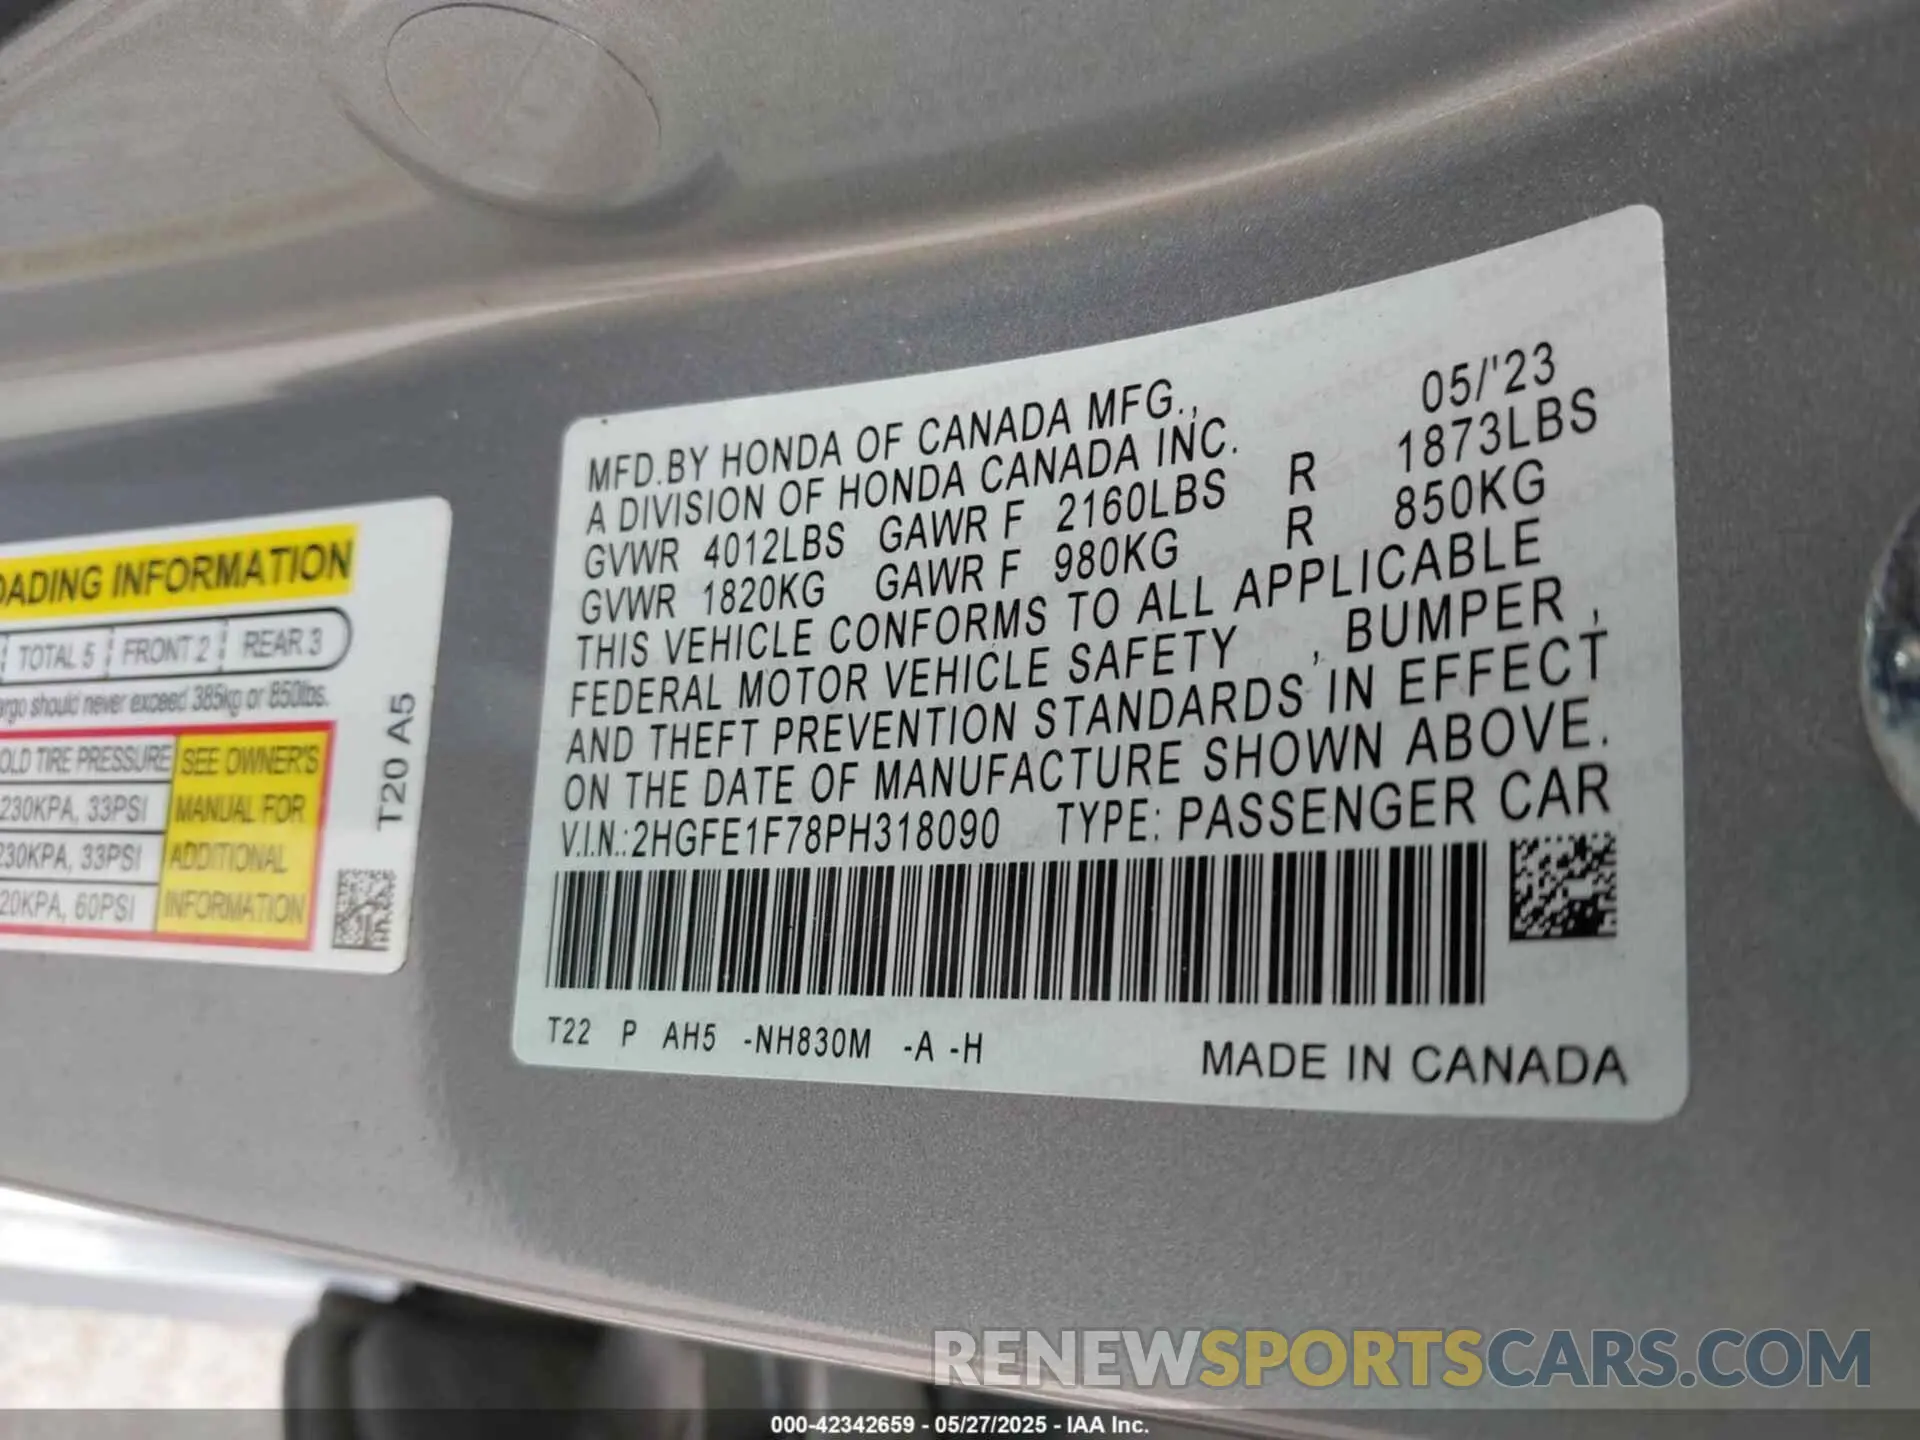 MFD.BY HONDA OF CANADA MFG., 05/'23
A DIVISION OF HONDA CANADA INC.
GVWR 4012LBS GAWR F 2160LBS R 1873LBS
GVWR 1820KG GAWR F 980KG R 850KG
THIS VEHICLE CONFORMS TO ALL APPLICABLE
FEDERAL MOTOR VEHICLE SAFETY , BUMPER ,
AND THEFT PREVENTION STANDARDS IN EFFECT
ON THE DATE OF MANUFACTURE SHOWN ABOVE.
V.I.N.:2HGFE1F78PH318090 TYPE: PASSENGER CAR
T22 P AH5 -NH830M -A -H
MADE IN CANADA
OADING INFORMATION
TOTAL 5 FRONT 2 REAR 3
argo should never exceed 385kg or 850lbs.
OLD TIRE PRESSURE
230KPA, 33PSI
230KPA, 33PSI
20KPA, 60PSI
SEE OWNER'S
MANUAL FOR
ADDITIONAL
INFORMATION
T20 A5
RENEWSPORTSCARS.COM
000-42342659 - 05/27/2025 - IAA Inc.